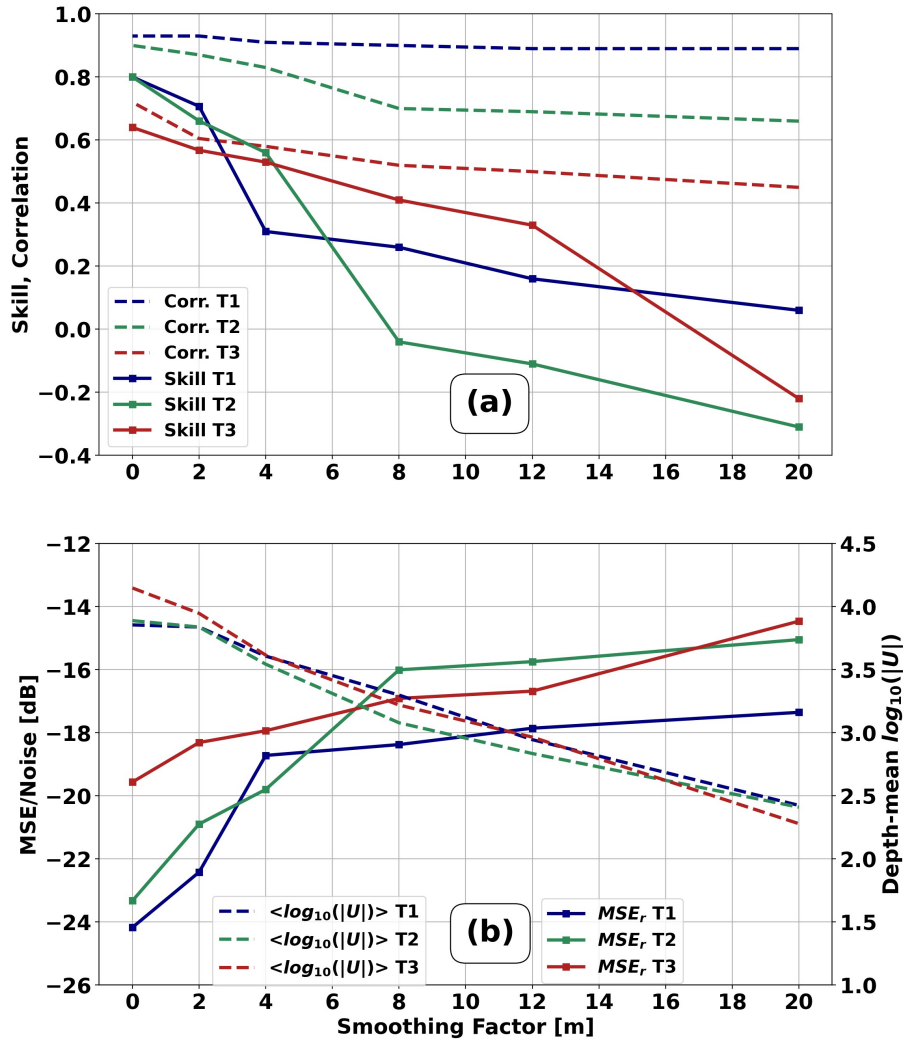 1.0
0.8
0.6
0.4
0.2
0.0
−0.2
−0.4
Skill, Correlation
Corr. T1
Corr. T2
Corr. T3
Skill T1
Skill T2
Skill T3
(a)
0 2 4 6 8 10 12 14 16 18 20
−12
−14
−16
−18
−20
−22
−24
−26
MSE/Noise [dB]
4.5
4.0
3.5
3.0
2.5
2.0
1.5
1.0
Depth-mean log₁₀(|U|)
<log₁₀(|U|)> T1
<log₁₀(|U|)> T2
<log₁₀(|U|)> T3
(b)
MSEᵣ T1
MSEᵣ T2
MSEᵣ T3
0 2 4 6 8 10 12 14 16 18 20
Smoothing Factor [m]